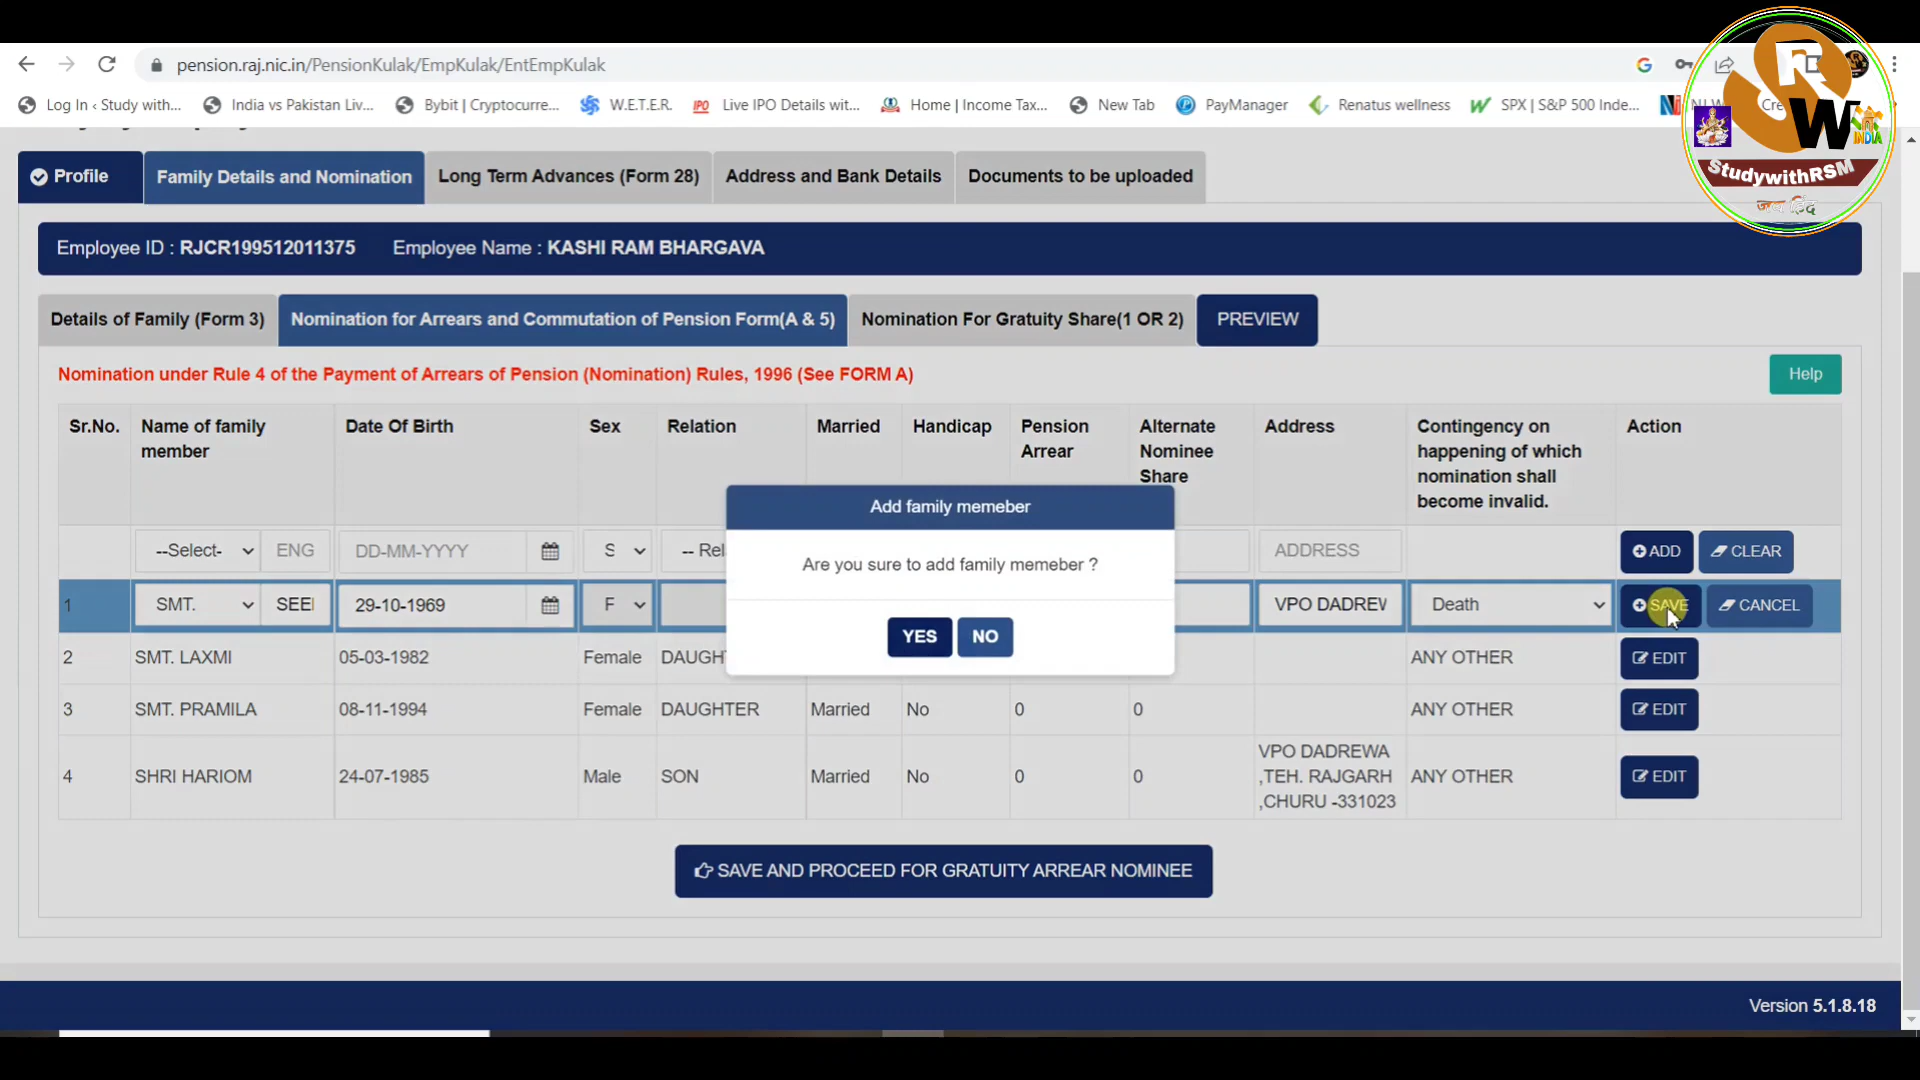 pension.raj.nic.in/PensionKulak/EmpKulak/EntEmpKulak
Log In ‹ Study with... India vs Pakistan Liv... Bybit | Cryptocurre... W.E.T.E.R. IPO Live IPO Details wit... Home | Income Tax... New Tab PayManager Renatus wellness SPX | S&P 500 Inde...
R W INDIA
StudywithRSM
जय हिंद
Profile Family Details and Nomination Long Term Advances (Form 28) Address and Bank Details Documents to be uploaded
Employee ID : RJCR199512011375 Employee Name : KASHI RAM BHARGAVA
Details of Family (Form 3) Nomination for Arrears and Commutation of Pension Form(A & 5) Nomination For Gratuity Share(1 OR 2) PREVIEW
Nomination under Rule 4 of the Payment of Arrears of Pension (Nomination) Rules, 1996 (See FORM A) Help
Sr.No. Name of family member Date Of Birth Sex Relation Married Handicap Pension Arrear Alternate Nominee Share Address Contingency on happening of which nomination shall become invalid. Action
--Select- ENG DD-MM-YYYY S -- Rel ADDRESS ADD CLEAR
1 SMT. SEEI 29-10-1969 F VPO DADREW Death SAVE CANCEL
2 SMT. LAXMI 05-03-1982 Female DAUGH ANY OTHER EDIT
3 SMT. PRAMILA 08-11-1994 Female DAUGHTER Married No 0 0 ANY OTHER EDIT
4 SHRI HARIOM 24-07-1985 Male SON Married No 0 0 VPO DADREWA ,TEH. RAJGARH ,CHURU -331023 ANY OTHER EDIT
Add family memeber
Are you sure to add family memeber ?
YES NO
SAVE AND PROCEED FOR GRATUITY ARREAR NOMINEE
Version 5.1.8.18